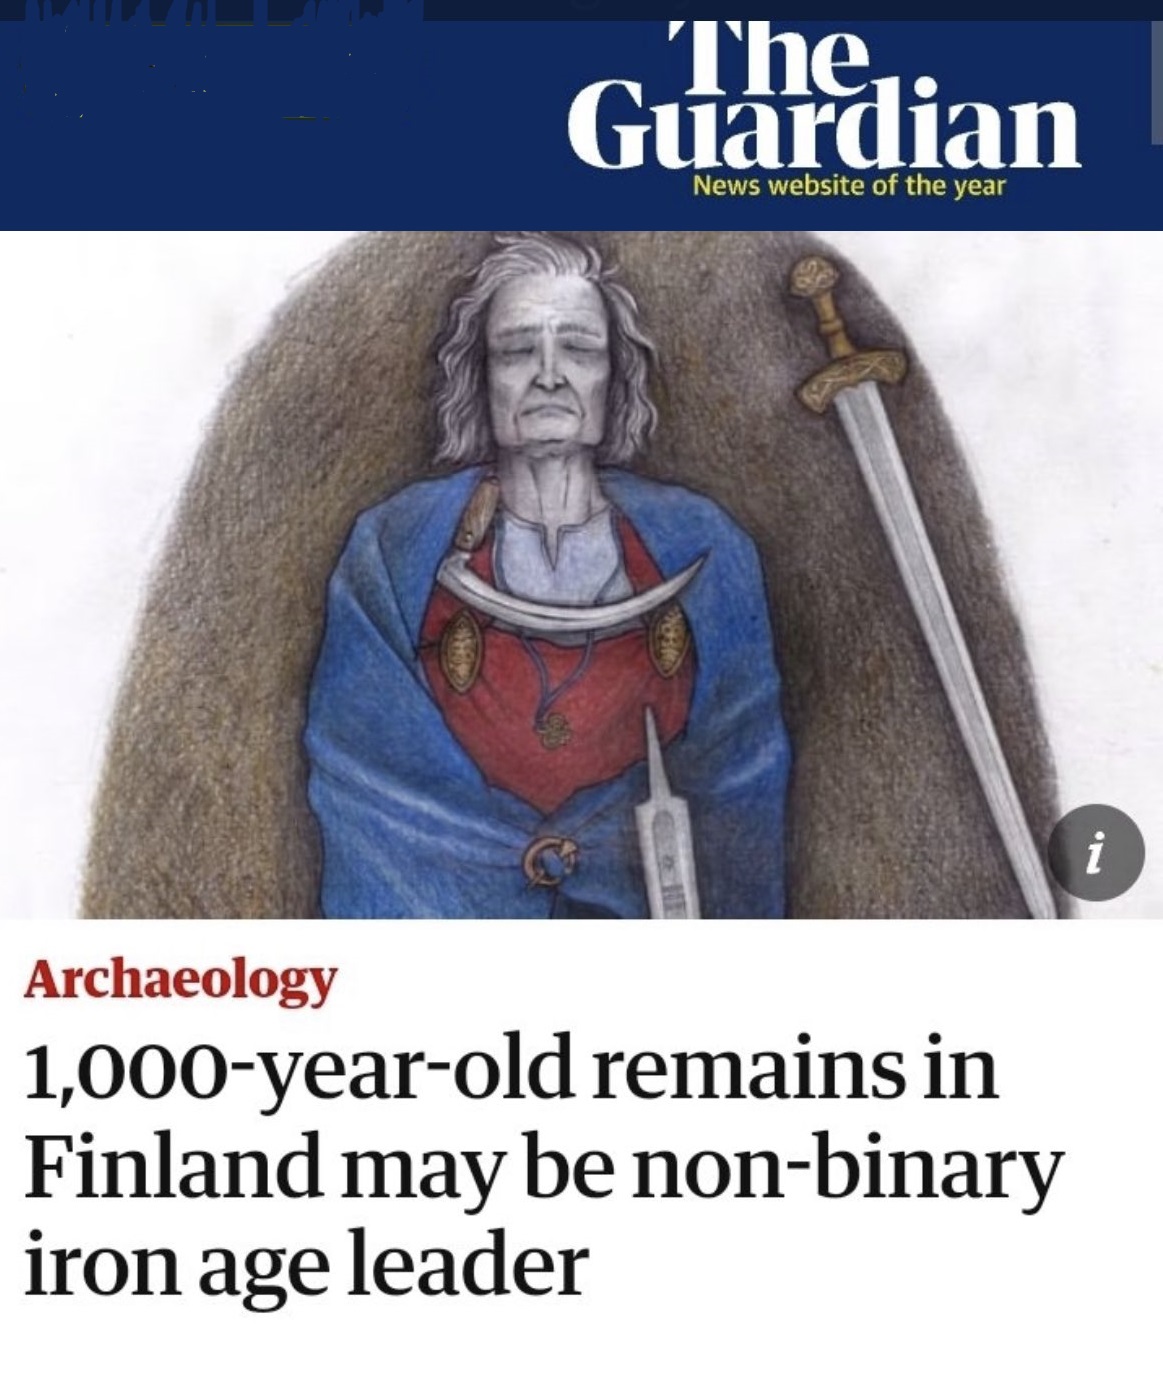 The
Guardian
News website of the year
i
Archaeology
1,000-year-old remains in
Finland may be non-binary
iron age leader